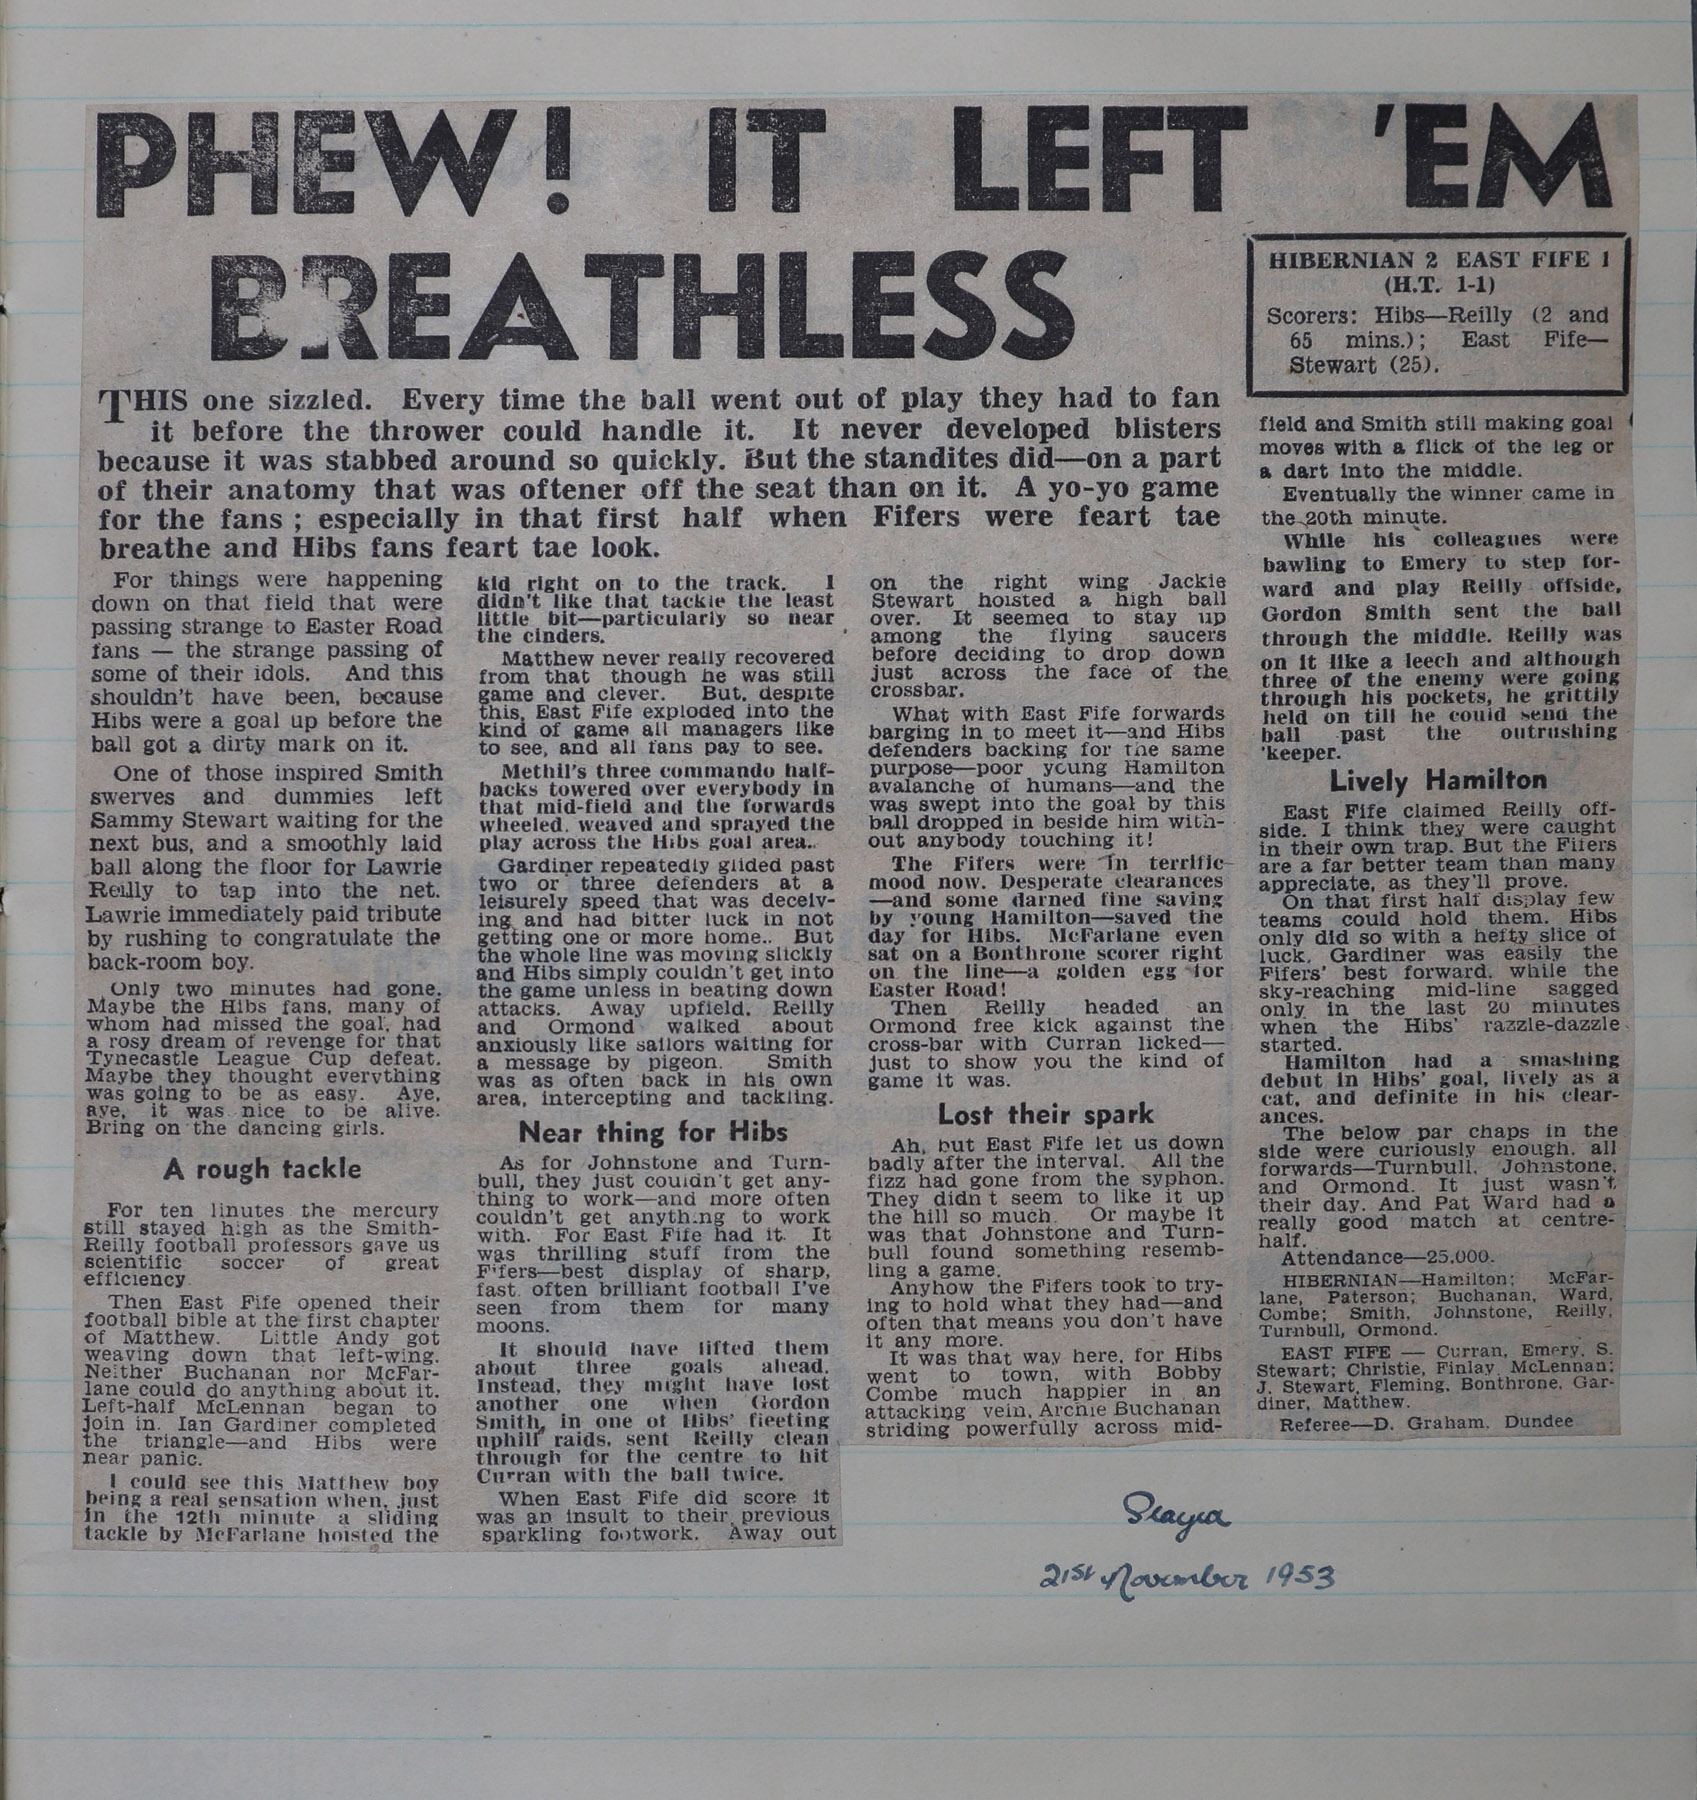 PHEW! IT LEFT 'EM
BREATHLESS
HIBERNIAN 2 EAST FIFE 1
(H.T. 1-1)
Scorers: Hibs—Reilly (2 and
65 mins.); East Fife—
Stewart (25).
THIS one sizzled. Every time the ball went out of play they had to fan
it before the thrower could handle it. It never developed blisters
because it was stabbed around so quickly. But the standites did—on a part
of their anatomy that was oftener off the seat than on it. A yo-yo game
for the fans ; especially in that first half when Fifers were feart tae
breathe and Hibs fans feart tae look.
For things were happening
down on that field that were
passing strange to Easter Road
fans — the strange passing of
some of their idols. And this
shouldn't have been, because
Hibs were a goal up before the
ball got a dirty mark on it.
One of those inspired Smith
swerves and dummies left
Sammy Stewart waiting for the
next bus, and a smoothly laid
ball along the floor for Lawrie
Reilly to tap into the net.
Lawrie immediately paid tribute
by rushing to congratulate the
back-room boy.
Only two minutes had gone.
Maybe the Hibs fans, many of
whom had missed the goal, had
a rosy dream of revenge for that
Tynecastle League Cup defeat.
Maybe they thought everything
was going to be as easy. Aye,
aye, it was nice to be alive.
Bring on the dancing girls.
A rough tackle
For ten linutes the mercury
still stayed high as the Smith-
Reilly football professors gave us
scientific soccer of great
efficiency.
Then East Fife opened their
football bible at the first chapter
of Matthew. Little Andy got
weaving down that left-wing.
Neither Buchanan nor McFar-
lane could do anything about it.
Left-half McLennan began to
join in. Ian Gardiner completed
the triangle—and Hibs were
near panic.
I could see this Matthew boy
being a real sensation when, just
in the 12th minute a sliding
tackle by McFarlane hoisted the
kid right on to the track. I
didn't like that tackle the least
little bit—particularly so near
the cinders.
Matthew never really recovered
from that though he was still
game and clever. But, despite
this, East Fife exploded into the
kind of game all managers like
to see, and all fans pay to see.
Methil's three commando half-
backs towered over everybody in
that mid-field and the forwards
wheeled, weaved and sprayed the
play across the Hibs goal area..
Gardiner repeatedly glided past
two or three defenders at a
leisurely speed that was deceiv-
ing and had bitter luck in not
getting one or more home.. But
the whole line was moving slickly
and Hibs simply couldn't get into
the game unless in beating down
attacks. Away upfield, Reilly
and Ormond walked about
anxiously like sailors waiting for
a message by pigeon. Smith
was as often back in his own
area, intercepting and tackling.
Near thing for Hibs
As for Johnstone and Turn-
bull, they just couldn't get any-
thing to work—and more often
couldn't get anything to work
with. For East Fife had it. It
was thrilling stuff from the
Fifers—best display of sharp,
fast, often brilliant football I've
seen from them for many
moons.
It should have lifted them
about three goals ahead.
Instead, they might have lost
another one when Gordon
Smith, in one of Hibs' fleeting
uphill raids, sent Reilly clean
through for the centre to hit
Curran with the ball twice.
When East Fife did score it
was an insult to their previous
sparkling footwork. Away out
on the right wing Jackie
Stewart hoisted a high ball
over. It seemed to stay up
among the flying saucers
before deciding to drop down
just across the face of the
crossbar.
What with East Fife forwards
barging in to meet it—and Hibs
defenders backing for the same
purpose—poor young Hamilton
avalanche of humans—and the
was swept into the goal by this
ball dropped in beside him with-
out anybody touching it!
The Fifers were in terrific
mood now. Desperate clearances
—and some darned fine saving
by young Hamilton—saved the
day for Hibs. McFarlane even
sat on a Bonthrone scorer right
on the line—a golden egg for
Easter Road!
Then Reilly headed an
Ormond free kick against the
cross-bar with Curran licked—
just to show you the kind of
game it was.
Lost their spark
Ah, but East Fife let us down
badly after the interval. All the
fizz had gone from the syphon.
They didn't seem to like it up
the hill so much. Or maybe it
was that Johnstone and Turn-
bull found something resemb-
ling a game.
Anyhow the Fifers took to try-
ing to hold what they had—and
often that means you don't have
it any more.
It was that way here, for Hibs
went to town, with Bobby
Combe much happier in an
attacking vein, Archie Buchanan
striding powerfully across mid-
field and Smith still making goal
moves with a flick of the leg or
a dart into the middle.
Eventually the winner came in
the 20th minute.
While his colleagues were
bawling to Emery to step for-
ward and play Reilly offside,
Gordon Smith sent the ball
through the middle. Reilly was
on it like a leech and although
three of the enemy were going
through his pockets, he grittily
held on till he could send the
ball past the outrushing
'keeper.
Lively Hamilton
East Fife claimed Reilly off-
side. I think they were caught
in their own trap. But the Fifers
are a far better team than many
appreciate, as they'll prove.
On that first half display few
teams could hold them. Hibs
only did so with a hefty slice of
luck. Gardiner was easily the
Fifers' best forward, while the
sky-reaching mid-line sagged
only in the last 20 minutes
when the Hibs' razzle-dazzle
started.
Hamilton had a smashing
debut in Hibs' goal, lively as a
cat, and definite in his clear-
ances.
The below par chaps in the
side were curiously enough, all
forwards—Turnbull, Johnstone,
and Ormond. It just wasn't
their day. And Pat Ward had a
really good match at centre-
half.
Attendance—25,000.
HIBERNIAN—Hamilton; McFar-
lane, Paterson; Buchanan, Ward,
Combe; Smith, Johnstone, Reilly,
Turnbull, Ormond.
EAST FIFE — Curran, Emery, S.
Stewart; Christie, Finlay, McLennan;
J. Stewart, Fleming, Bonthrone, Gar-
diner, Matthew.
Referee—D. Graham, Dundee
21st November 1953